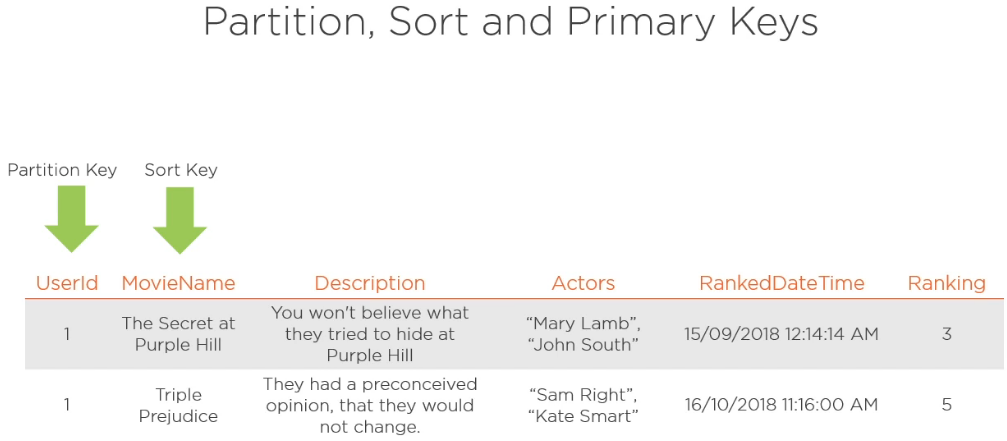 Partition, Sort and Primary Keys
Partition Key Sort Key
UserId MovieName Description Actors RankedDateTime Ranking
1 The Secret at Purple Hill You won't believe what they tried to hide at Purple Hill “Mary Lamb”, “John South” 15/09/2018 12:14:14 AM 3
1 Triple Prejudice They had a preconceived opinion, that they would not change. “Sam Right”, “Kate Smart” 16/10/2018 11:16:00 AM 5